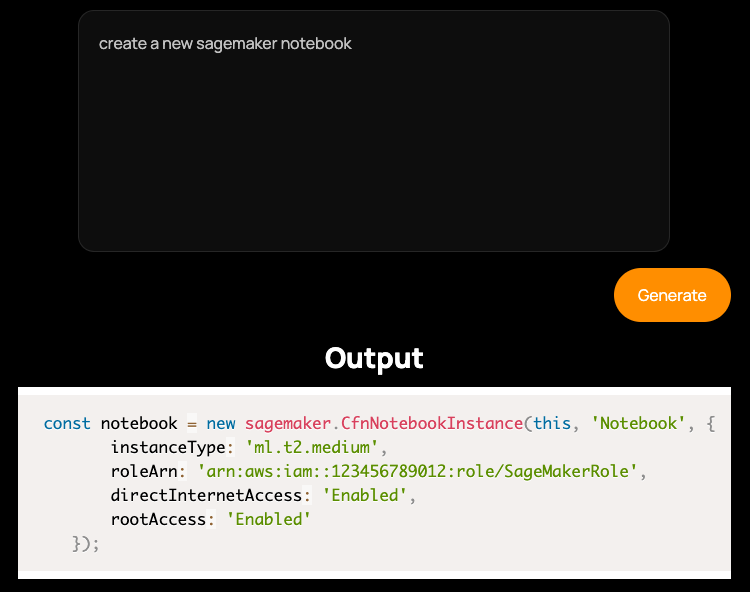 create a new sagemaker notebook
Generate
Output
const notebook = new sagemaker.CfnNotebookInstance(this, 'Notebook', {
instanceType: 'ml.t2.medium',
roleArn: 'arn:aws:iam::123456789012:role/SageMakerRole',
directInternetAccess: 'Enabled',
rootAccess: 'Enabled'
});